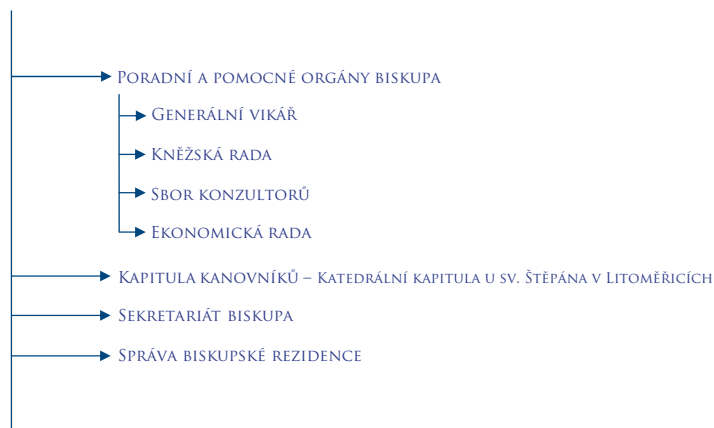 Poradní a pomocné orgány biskupa
Generální vikář
Kněžská rada
Sbor konzultorů
Ekonomická rada
Kapitula kanovníků – Katedrální kapitula u sv. Štěpána v Litoměřicích
Sekretariát biskupa
Správa biskupské rezidence